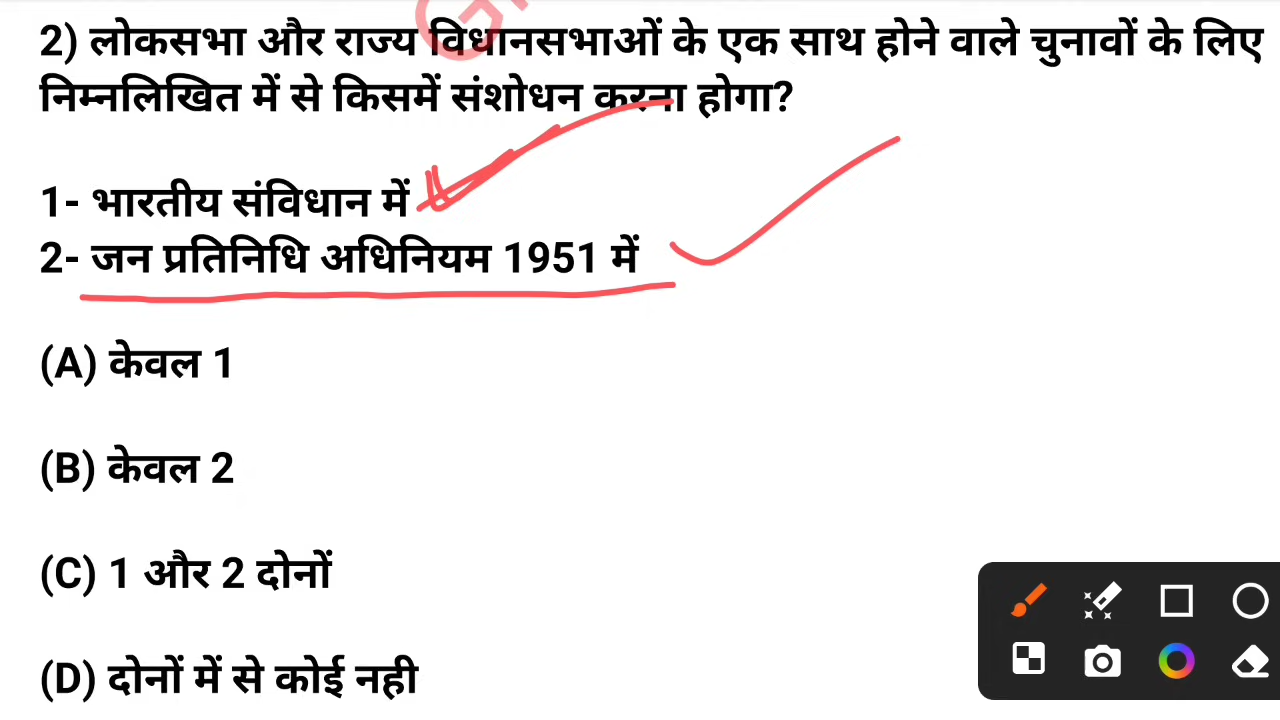 2) लोकसभा और राज्य विधानसभाओं के एक साथ होने वाले चुनावों के लिए
निम्नलिखित में से किसमें संशोधन करना होगा?
1- भारतीय संविधान में
2- जन प्रतिनिधि अधिनियम 1951 में
(A) केवल 1
(B) केवल 2
(C) 1 और 2 दोनों
(D) दोनों में से कोई नही